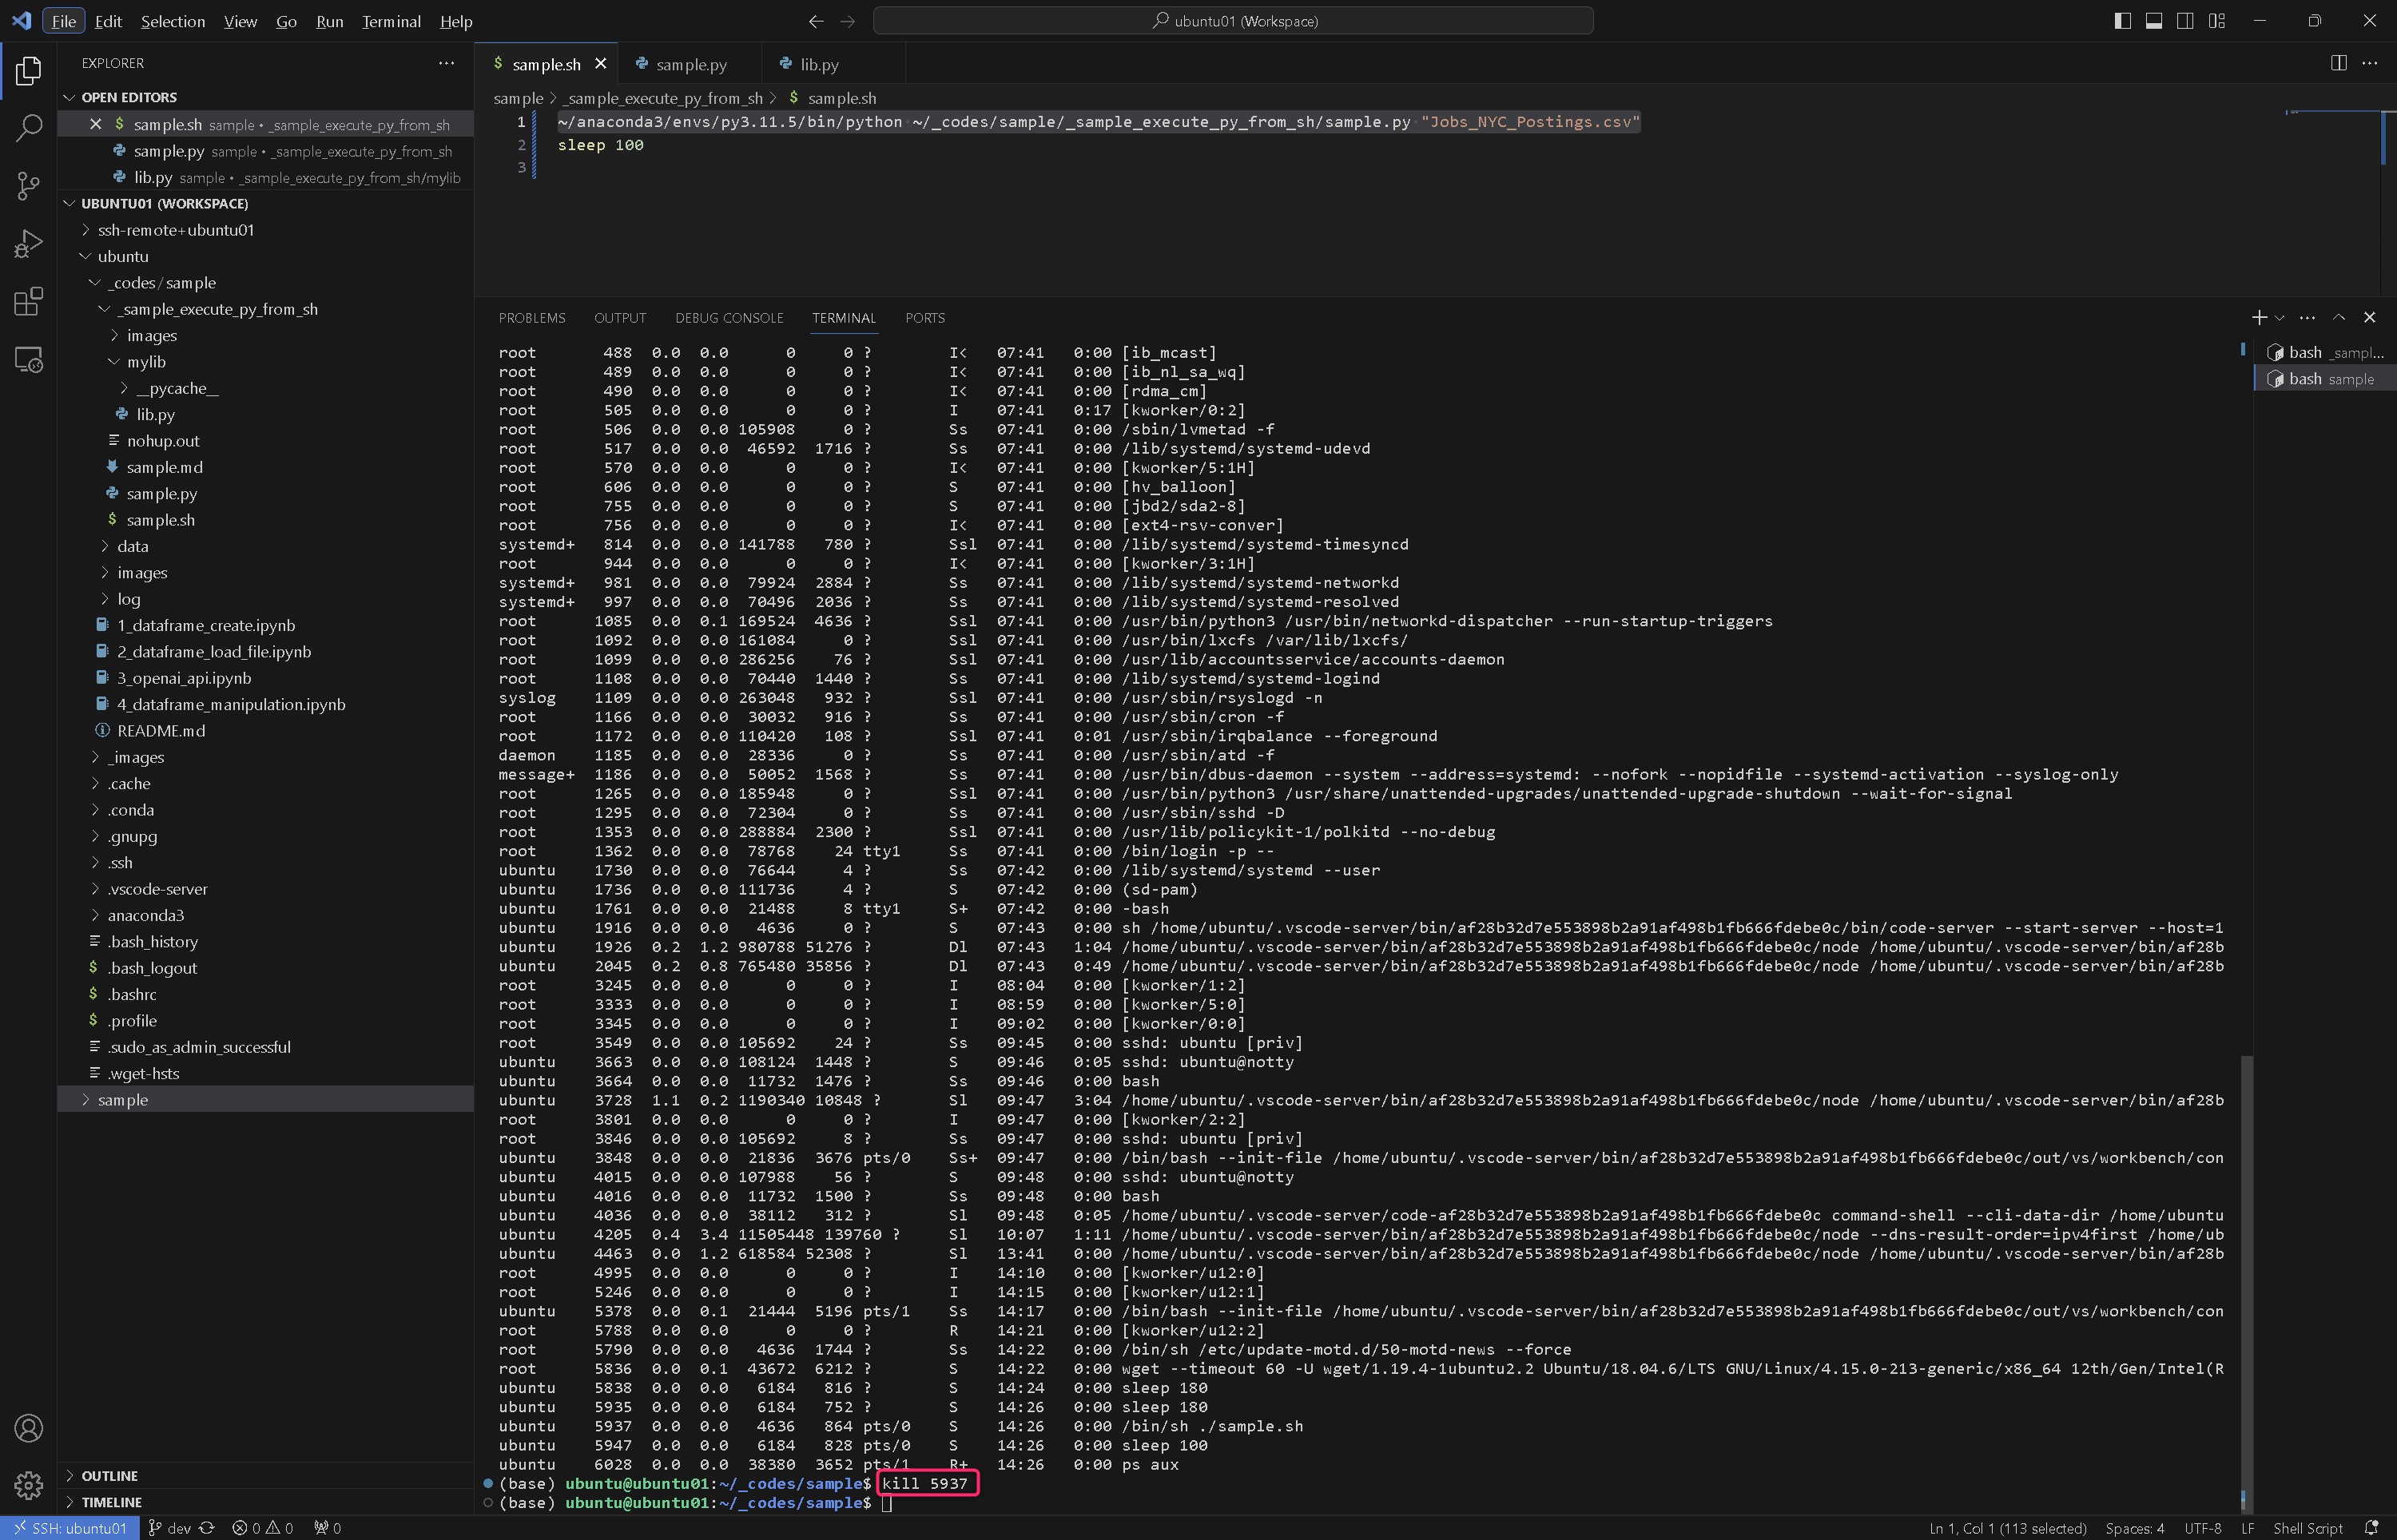 File Edit Selection View Go Run Terminal Help
ubuntu01 (Workspace)
EXPLORER
OPEN EDITORS
sample.sh sample • _sample_execute_py_from_sh
sample.py sample • _sample_execute_py_from_sh
lib.py sample • _sample_execute_py_from_sh/mylib
UBUNTU01 (WORKSPACE)
ssh-remote+ubuntu01
ubuntu
_codes / sample
_sample_execute_py_from_sh
images
mylib
__pycache__
lib.py
nohup.out
sample.md
sample.py
sample.sh
data
images
log
1_dataframe_create.ipynb
2_dataframe_load_file.ipynb
3_openai_api.ipynb
4_dataframe_manipulation.ipynb
README.md
_images
.cache
.conda
.gnupg
.ssh
.vscode-server
anaconda3
.bash_history
.bash_logout
.bashrc
.profile
.sudo_as_admin_successful
.wget-hsts
sample
OUTLINE
TIMELINE
sample.sh sample.py lib.py
sample > _sample_execute_py_from_sh > $ sample.sh
1 ~/anaconda3/envs/py3.11.5/bin/python ~/_codes/sample/_sample_execute_py_from_sh/sample.py "Jobs_NYC_Postings.csv"
2 sleep 100
3
PROBLEMS OUTPUT DEBUG CONSOLE TERMINAL PORTS
bash _sampl...
bash sample
root 488 0.0 0.0 0 0 ? I< 07:41 0:00 [ib_mcast]
root 489 0.0 0.0 0 0 ? I< 07:41 0:00 [ib_nl_sa_wq]
root 490 0.0 0.0 0 0 ? I< 07:41 0:00 [rdma_cm]
root 505 0.0 0.0 0 0 ? I 07:41 0:17 [kworker/0:2]
root 506 0.0 0.0 105908 0 ? Ss 07:41 0:00 /sbin/lvmetad -f
root 517 0.0 0.0 46592 1716 ? Ss 07:41 0:00 /lib/systemd/systemd-udevd
root 570 0.0 0.0 0 0 ? I< 07:41 0:00 [kworker/5:1H]
root 606 0.0 0.0 0 0 ? S 07:41 0:00 [hv_balloon]
root 755 0.0 0.0 0 0 ? S 07:41 0:00 [jbd2/sda2-8]
root 756 0.0 0.0 0 0 ? I< 07:41 0:00 [ext4-rsv-conver]
systemd+ 814 0.0 0.0 141788 780 ? Ssl 07:41 0:00 /lib/systemd/systemd-timesyncd
root 944 0.0 0.0 0 0 ? I< 07:41 0:00 [kworker/3:1H]
systemd+ 981 0.0 0.0 79924 2884 ? Ss 07:41 0:00 /lib/systemd/systemd-networkd
systemd+ 997 0.0 0.0 70496 2036 ? Ss 07:41 0:00 /lib/systemd/systemd-resolved
root 1085 0.0 0.1 169524 4636 ? Ssl 07:41 0:00 /usr/bin/python3 /usr/bin/networkd-dispatcher --run-startup-triggers
root 1092 0.0 0.0 161084 0 ? Ssl 07:41 0:00 /usr/bin/lxcfs /var/lib/lxcfs/
root 1099 0.0 0.0 286256 76 ? Ssl 07:41 0:00 /usr/lib/accountsservice/accounts-daemon
root 1108 0.0 0.0 70440 1440 ? Ss 07:41 0:00 /lib/systemd/systemd-logind
syslog 1109 0.0 0.0 263048 932 ? Ssl 07:41 0:00 /usr/sbin/rsyslogd -n
root 1166 0.0 0.0 30032 916 ? Ss 07:41 0:00 /usr/sbin/cron -f
root 1172 0.0 0.0 110420 108 ? Ssl 07:41 0:01 /usr/sbin/irqbalance --foreground
daemon 1185 0.0 0.0 28336 0 ? Ss 07:41 0:00 /usr/sbin/atd -f
message+ 1186 0.0 0.0 50052 1568 ? Ss 07:41 0:00 /usr/bin/dbus-daemon --system --address=systemd: --nofork --nopidfile --systemd-activation --syslog-only
root 1265 0.0 0.0 185948 0 ? Ssl 07:41 0:00 /usr/bin/python3 /usr/share/unattended-upgrades/unattended-upgrade-shutdown --wait-for-signal
root 1295 0.0 0.0 72304 0 ? Ss 07:41 0:00 /usr/sbin/sshd -D
root 1353 0.0 0.0 288884 2300 ? Ssl 07:41 0:00 /usr/lib/policykit-1/polkitd --no-debug
root 1362 0.0 0.0 78768 24 tty1 Ss 07:41 0:00 /bin/login -p --
ubuntu 1730 0.0 0.0 76644 4 ? Ss 07:42 0:00 /lib/systemd/systemd --user
ubuntu 1736 0.0 0.0 111736 4 ? S 07:42 0:00 (sd-pam)
ubuntu 1761 0.0 0.0 21488 8 tty1 S+ 07:42 0:00 -bash
ubuntu 1916 0.0 0.0 4636 0 ? S 07:43 0:00 sh /home/ubuntu/.vscode-server/bin/af28b32d7e553898b2a91af498b1fb666fdebe0c/bin/code-server --start-server --host=1
ubuntu 1926 0.2 1.2 980788 51276 ? Dl 07:43 1:04 /home/ubuntu/.vscode-server/bin/af28b32d7e553898b2a91af498b1fb666fdebe0c/node /home/ubuntu/.vscode-server/bin/af28b
ubuntu 2045 0.2 0.8 765480 35856 ? Dl 07:43 0:49 /home/ubuntu/.vscode-server/bin/af28b32d7e553898b2a91af498b1fb666fdebe0c/node /home/ubuntu/.vscode-server/bin/af28b
root 3245 0.0 0.0 0 0 ? I 08:04 0:00 [kworker/1:2]
root 3333 0.0 0.0 0 0 ? I 08:59 0:00 [kworker/5:0]
root 3345 0.0 0.0 0 0 ? I 09:02 0:00 [kworker/0:0]
root 3549 0.0 0.0 105692 24 ? Ss 09:45 0:00 sshd: ubuntu [priv]
ubuntu 3663 0.0 0.0 108124 1448 ? S 09:46 0:05 sshd: ubuntu@notty
ubuntu 3664 0.0 0.0 11732 1476 ? Ss 09:46 0:00 bash
ubuntu 3728 1.1 0.2 1190340 10848 ? Sl 09:47 3:04 /home/ubuntu/.vscode-server/bin/af28b32d7e553898b2a91af498b1fb666fdebe0c/node /home/ubuntu/.vscode-server/bin/af28b
root 3801 0.0 0.0 0 0 ? I 09:47 0:00 [kworker/2:2]
root 3846 0.0 0.0 105692 8 ? Ss 09:47 0:00 sshd: ubuntu [priv]
ubuntu 3848 0.0 0.0 21836 3676 pts/0 Ss+ 09:47 0:00 /bin/bash --init-file /home/ubuntu/.vscode-server/bin/af28b32d7e553898b2a91af498b1fb666fdebe0c/out/vs/workbench/con
ubuntu 4015 0.0 0.0 107988 56 ? S 09:48 0:00 sshd: ubuntu@notty
ubuntu 4016 0.0 0.0 11732 1500 ? Ss 09:48 0:00 bash
ubuntu 4036 0.0 0.0 38112 312 ? Sl 09:48 0:05 /home/ubuntu/.vscode-server/code-af28b32d7e553898b2a91af498b1fb666fdebe0c command-shell --cli-data-dir /home/ubuntu
ubuntu 4205 0.4 3.4 11505448 139760 ? Sl 10:07 1:11 /home/ubuntu/.vscode-server/bin/af28b32d7e553898b2a91af498b1fb666fdebe0c/node --dns-result-order=ipv4first /home/ub
ubuntu 4463 0.0 1.2 618584 52308 ? Sl 13:41 0:00 /home/ubuntu/.vscode-server/bin/af28b32d7e553898b2a91af498b1fb666fdebe0c/node /home/ubuntu/.vscode-server/bin/af28b
root 4995 0.0 0.0 0 0 ? I 14:10 0:00 [kworker/u12:0]
root 5246 0.0 0.0 0 0 ? I 14:15 0:00 [kworker/u12:1]
ubuntu 5378 0.0 0.1 21444 5196 pts/1 Ss 14:17 0:00 /bin/bash --init-file /home/ubuntu/.vscode-server/bin/af28b32d7e553898b2a91af498b1fb666fdebe0c/out/vs/workbench/con
root 5788 0.0 0.0 0 0 ? R 14:21 0:00 [kworker/u12:2]
root 5790 0.0 0.0 4636 1744 ? Ss 14:22 0:00 /bin/sh /etc/update-motd.d/50-motd-news --force
root 5836 0.0 0.1 43672 6212 ? S 14:22 0:00 wget --timeout 60 -U wget/1.19.4-1ubuntu2.2 Ubuntu/18.04.6/LTS GNU/Linux/4.15.0-213-generic/x86_64 12th/Gen/Intel(R
ubuntu 5838 0.0 0.0 6184 816 ? S 14:24 0:00 sleep 180
ubuntu 5935 0.0 0.0 6184 752 ? S 14:26 0:00 sleep 180
ubuntu 5937 0.0 0.0 4636 864 pts/0 S 14:26 0:00 /bin/sh ./sample.sh
ubuntu 5947 0.0 0.0 6184 828 pts/0 S 14:26 0:00 sleep 100
ubuntu 6028 0.0 0.0 38380 3652 pts/1 R+ 14:26 0:00 ps aux
(base) ubuntu@ubuntu01:~/_codes/sample$ kill 5937
(base) ubuntu@ubuntu01:~/_codes/sample$
SSH: ubuntu01 dev 0 0 0 Ln 1, Col 1 (113 selected) Spaces: 4 UTF-8 LF Shell Script